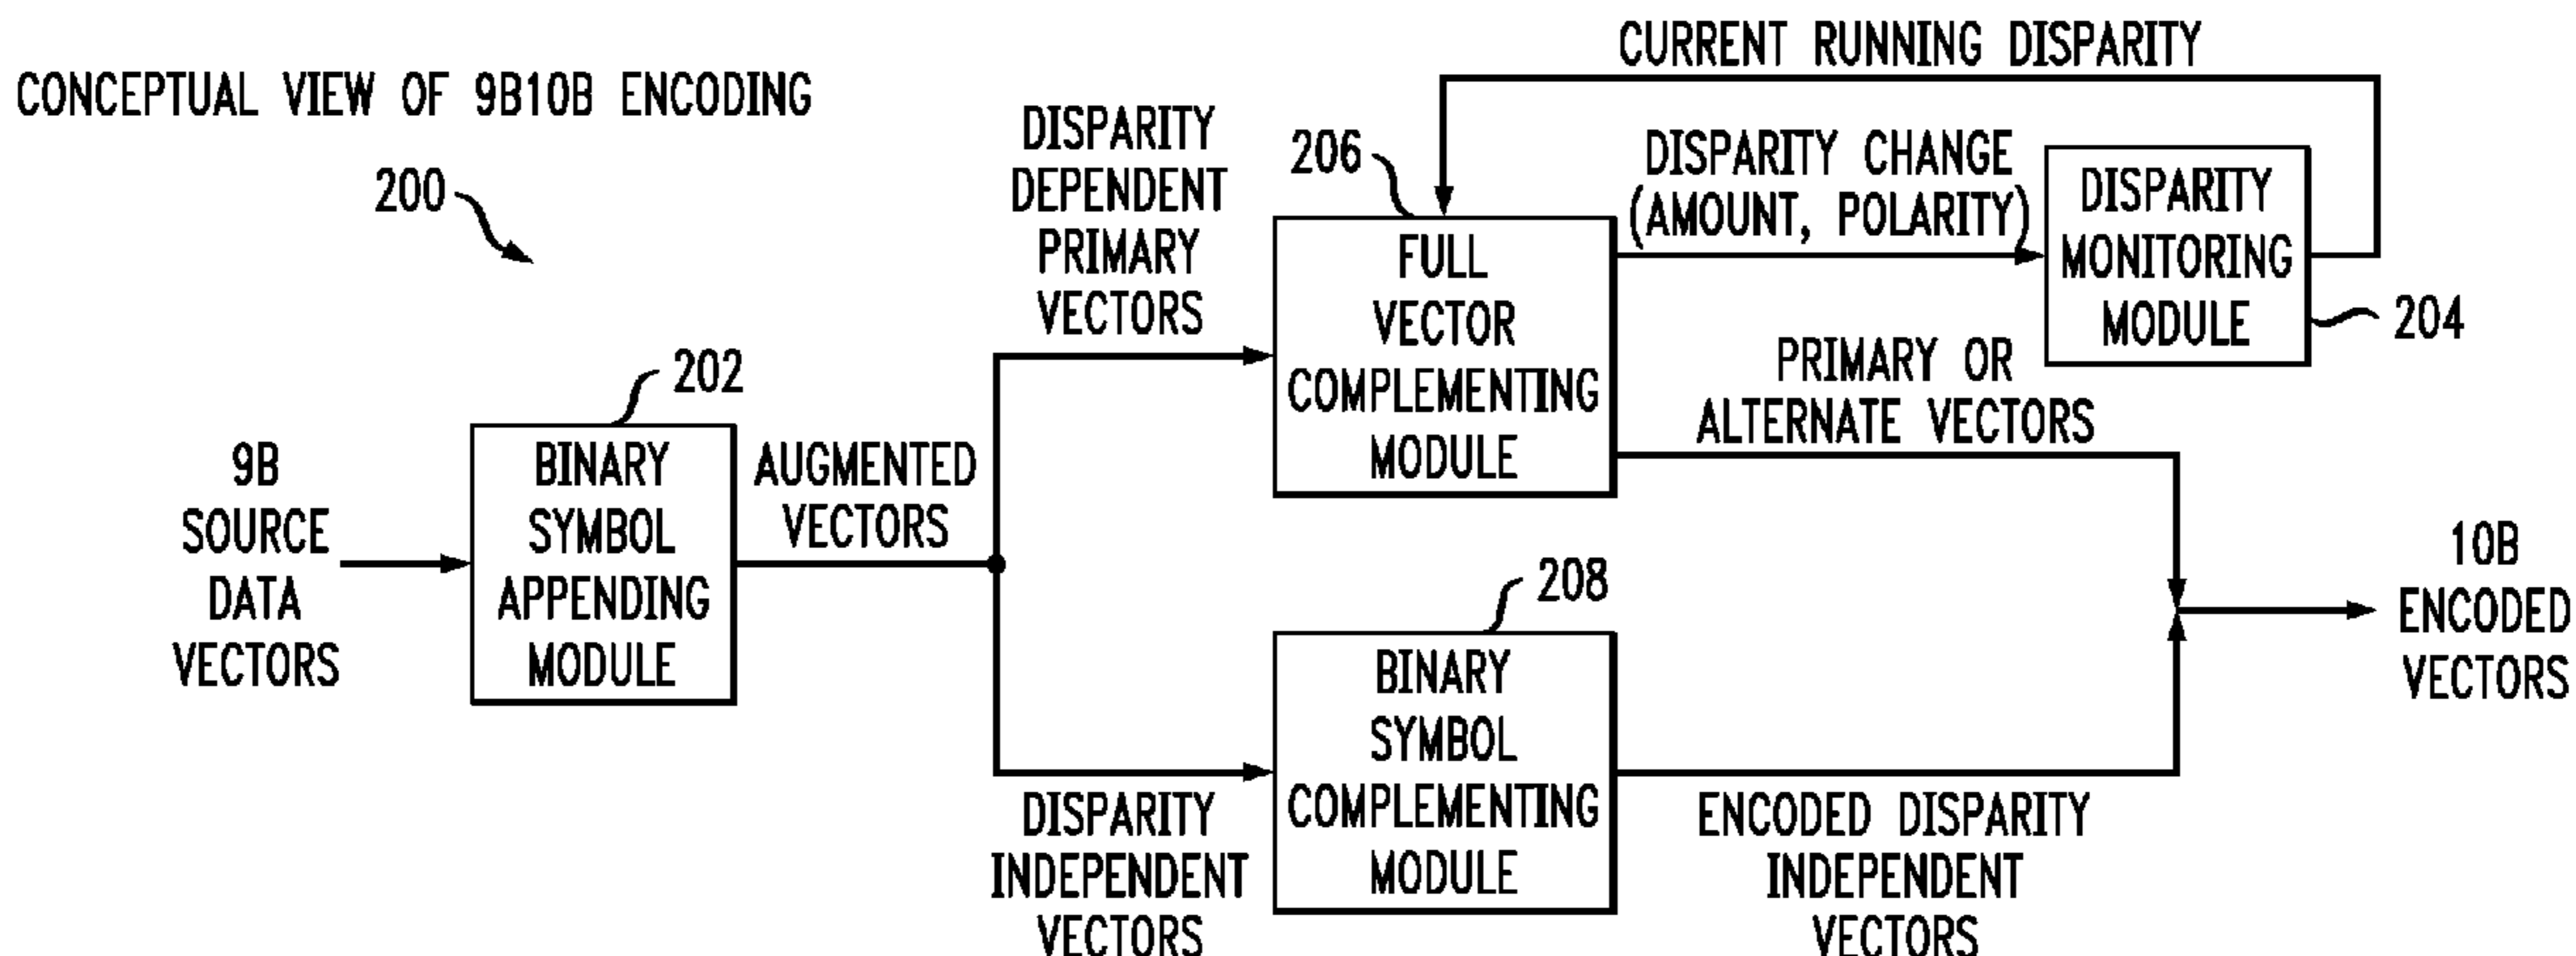 CONCEPTUAL VIEW OF 9B10B ENCODING
200
9B
SOURCE
DATA
VECTORS
202
BINARY
SYMBOL
APPENDING
MODULE
AUGMENTED
VECTORS
DISPARITY
DEPENDENT
PRIMARY
VECTORS
DISPARITY
INDEPENDENT
VECTORS
206
FULL
VECTOR
COMPLEMENTING
MODULE
208
BINARY
SYMBOL
COMPLEMENTING
MODULE
CURRENT RUNNING DISPARITY
DISPARITY CHANGE
(AMOUNT, POLARITY)
DISPARITY
MONITORING
MODULE
204
PRIMARY OR
ALTERNATE VECTORS
ENCODED DISPARITY
INDEPENDENT
VECTORS
10B
ENCODED
VECTORS